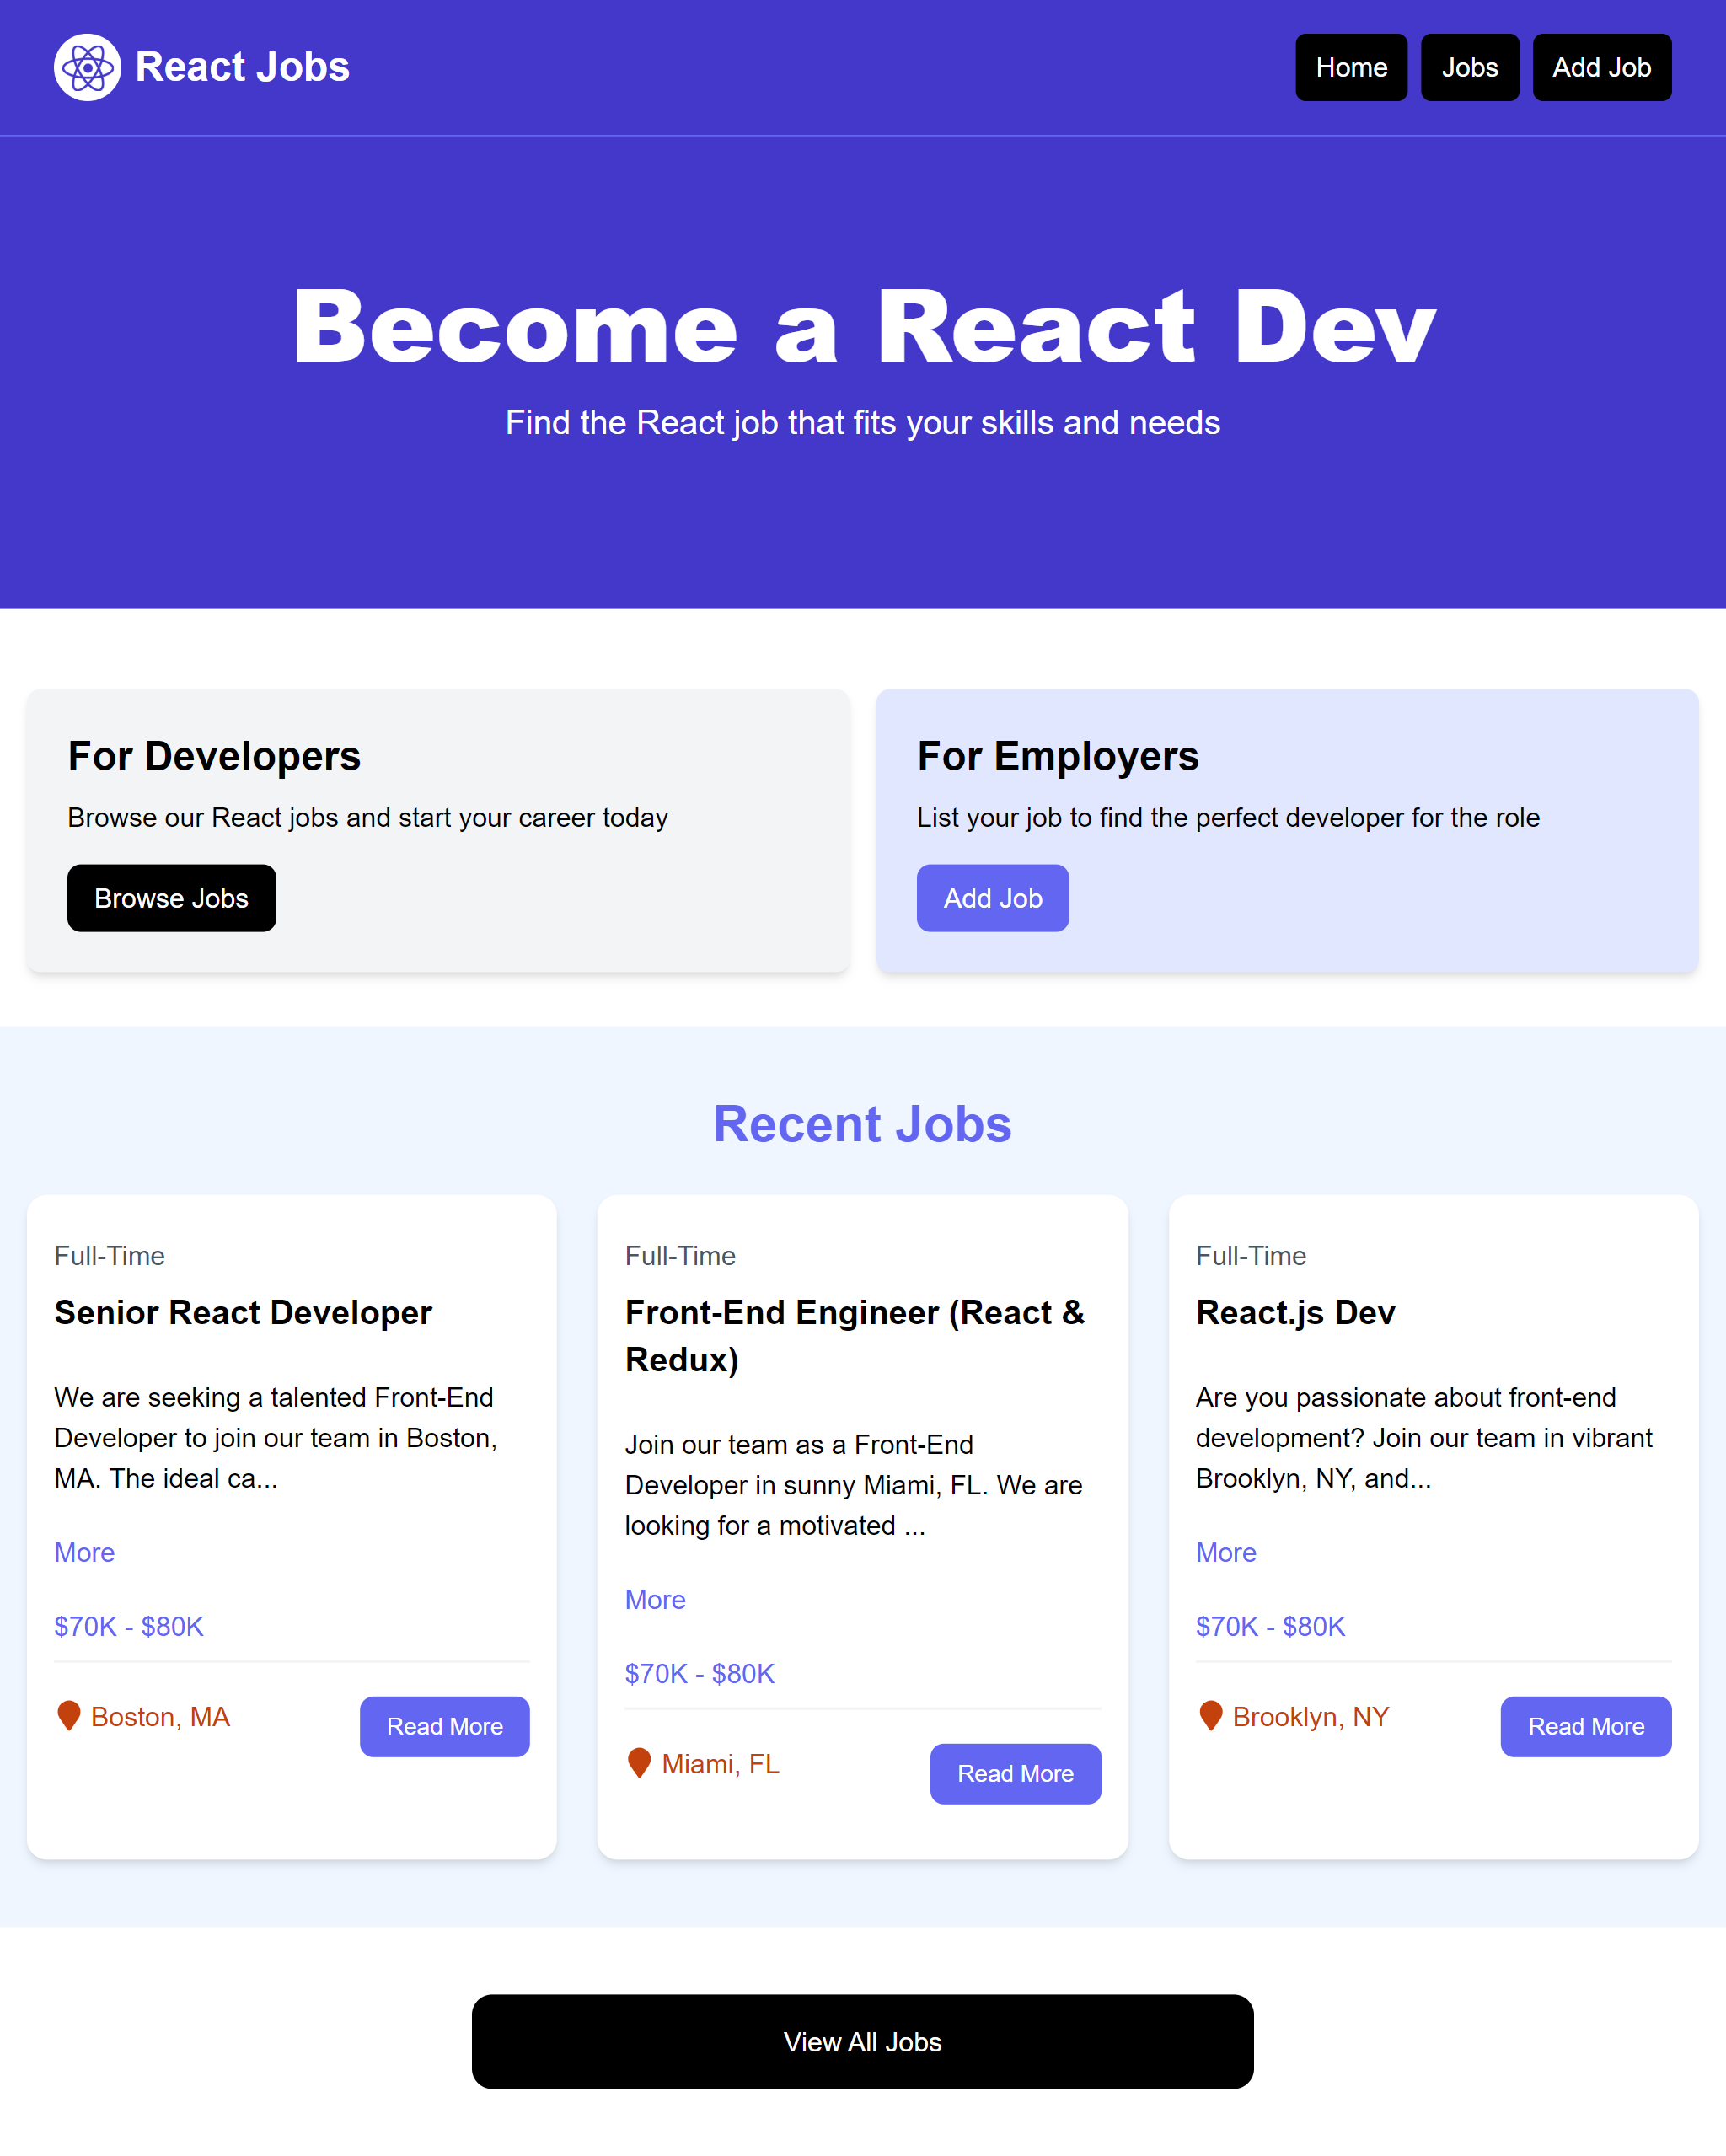 React Jobs
Home
Jobs
Add Job
Become a React Dev
Find the React job that fits your skills and needs
For Developers
Browse our React jobs and start your career today
Browse Jobs
For Employers
List your job to find the perfect developer for the role
Add Job
Recent Jobs
Full-Time
Senior React Developer
We are seeking a talented Front-End
Developer to join our team in Boston,
MA. The ideal ca...
More
$70K - $80K
Boston, MA
Read More
Full-Time
Front-End Engineer (React &
Redux)
Join our team as a Front-End
Developer in sunny Miami, FL. We are
looking for a motivated ...
More
$70K - $80K
Miami, FL
Read More
Full-Time
React.js Dev
Are you passionate about front-end
development? Join our team in vibrant
Brooklyn, NY, and...
More
$70K - $80K
Brooklyn, NY
Read More
View All Jobs